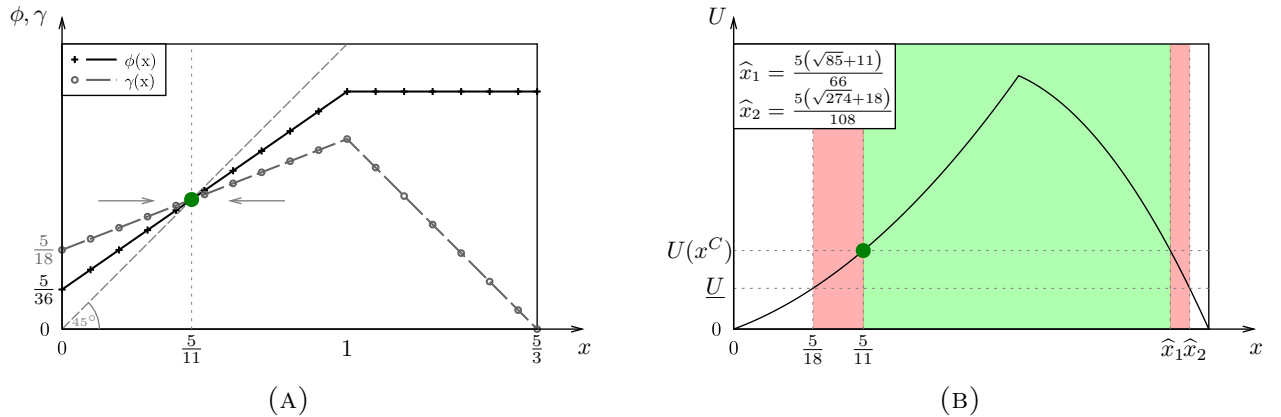 ϕ, γ
ϕ(x)
γ(x)
5/18
5/36
0
45°
0
5/11
1
5/3
x
(A)
U
x̂₁ = 5(√85+11)/66
x̂₂ = 5(√274+18)/108
U(x^C)
U̲
0
0
5/18
5/11
x̂₁
x̂₂
x
(B)